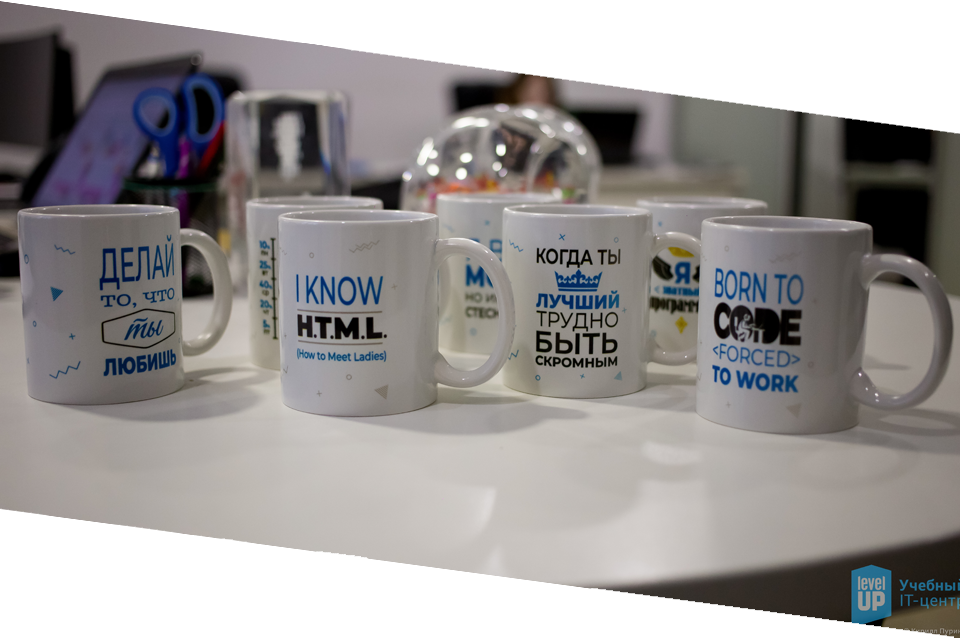 ДЕЛАЙ
ТО, ЧТО
ты
ЛЮБИШЬ
I KNOW
H.T.M.L.
(How to Meet Ladies)
КОГДА ТЫ
ЛУЧШИЙ
ТРУДНО
БЫТЬ
СКРОМНЫМ
Я
BORN TO
CODE
<FORCED>
TO WORK
level
UP
Учебный
IT-центр